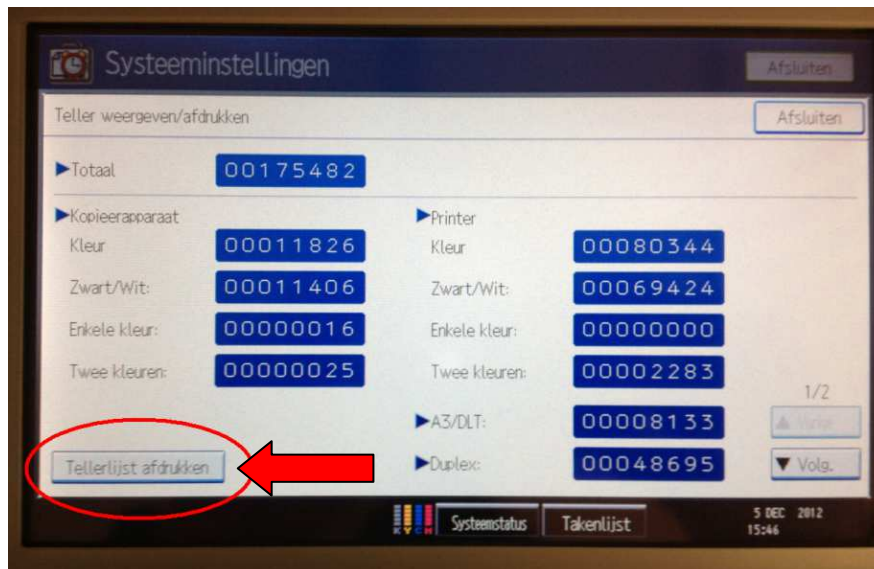 Systeeminstellingen
Afsluiten
Teller weergeven/afdrukken
Afsluiten
Totaal 00175482
Kopieerapparaat
Kleur 00011826
Zwart/Wit: 00011406
Enkele kleur: 00000016
Twee kleuren: 00000025
Printer
Kleur 00080344
Zwart/Wit: 00069424
Enkele kleur: 00000000
Twee kleuren: 00002283
A3/DLT: 00008133
Duplex: 00048695
1/2
▼ Volg.
Tellerlijst afdrukken
K Y C M
Systeemstatus
Takenlijst
5 DEC 2012
15:46